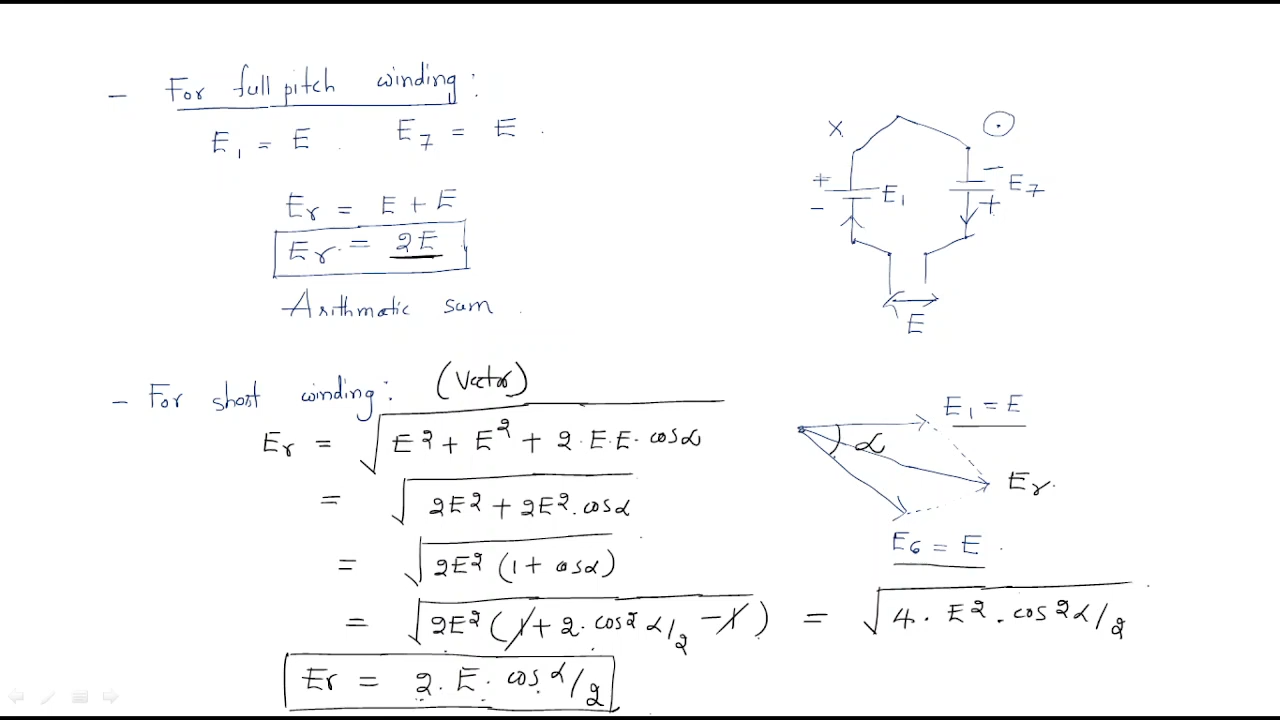 - For full pitch winding :
E₁ = E . E₇ = E .
Eᵣ = E + E
Eᵣ = 2E
Arithmatic sum .
× ⊙
+ - E₁ - + E₇
E
- For short winding : (Vector)
Eᵣ = √(E² + E² + 2·E·E·cosα)
= √(2E² + 2E².cosα)
= √(2E² (1 + cosα))
= √(2E² (1 + 2·cos²α/2 - 1)) = √(4·E².cos²α/2)
Eᵣ = 2·E·cosα/2
E₁ = E
α
Eᵣ.
E₆ = E .